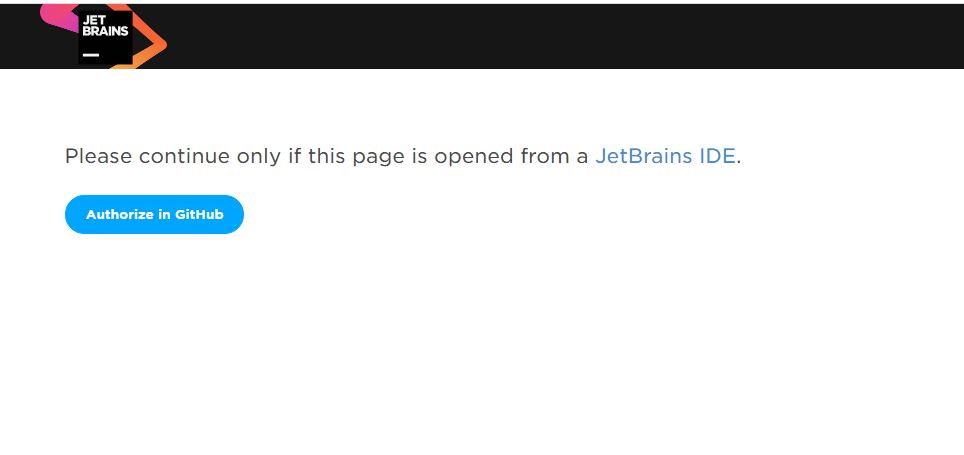 JET
BRAINS
Please continue only if this page is opened from a JetBrains IDE.
Authorize in GitHub